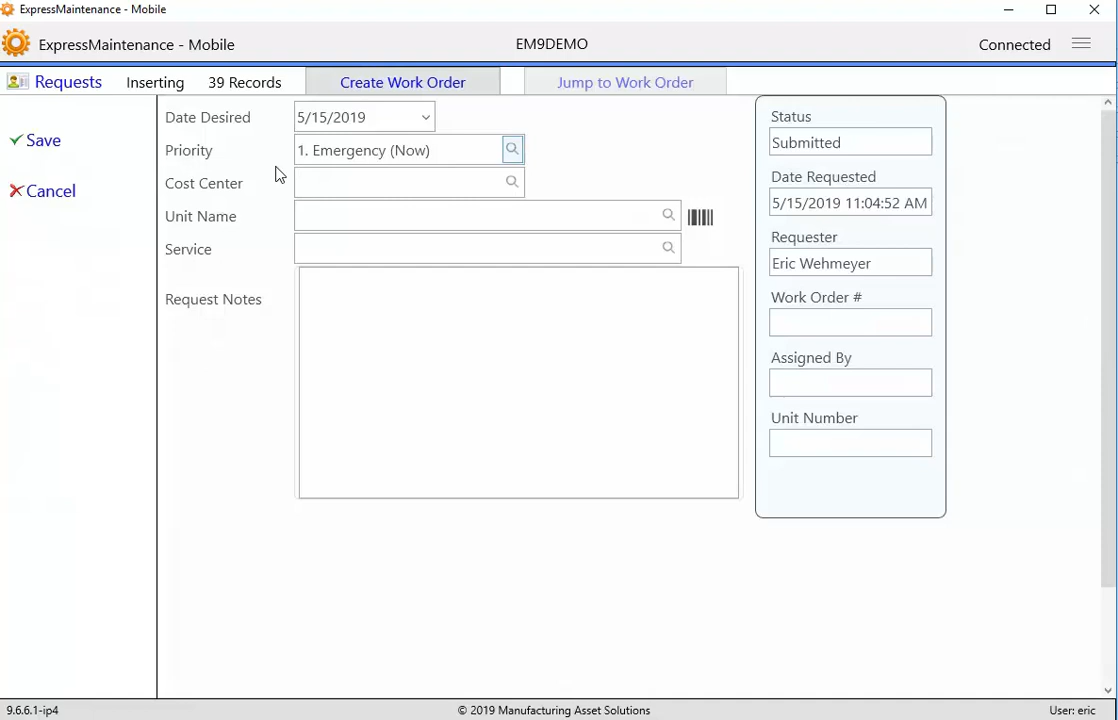 ExpressMaintenance - Mobile
ExpressMaintenance - Mobile EM9DEMO Connected
Requests Inserting 39 Records Create Work Order Jump to Work Order
Save
Cancel
Date Desired 5/15/2019
Priority 1. Emergency (Now)
Cost Center
Unit Name
Service
Request Notes
Status
Submitted
Date Requested
5/15/2019 11:04:52 AM
Requester
Eric Wehmeyer
Work Order #
Assigned By
Unit Number
9.6.6.1-ip4 © 2019 Manufacturing Asset Solutions User: eric